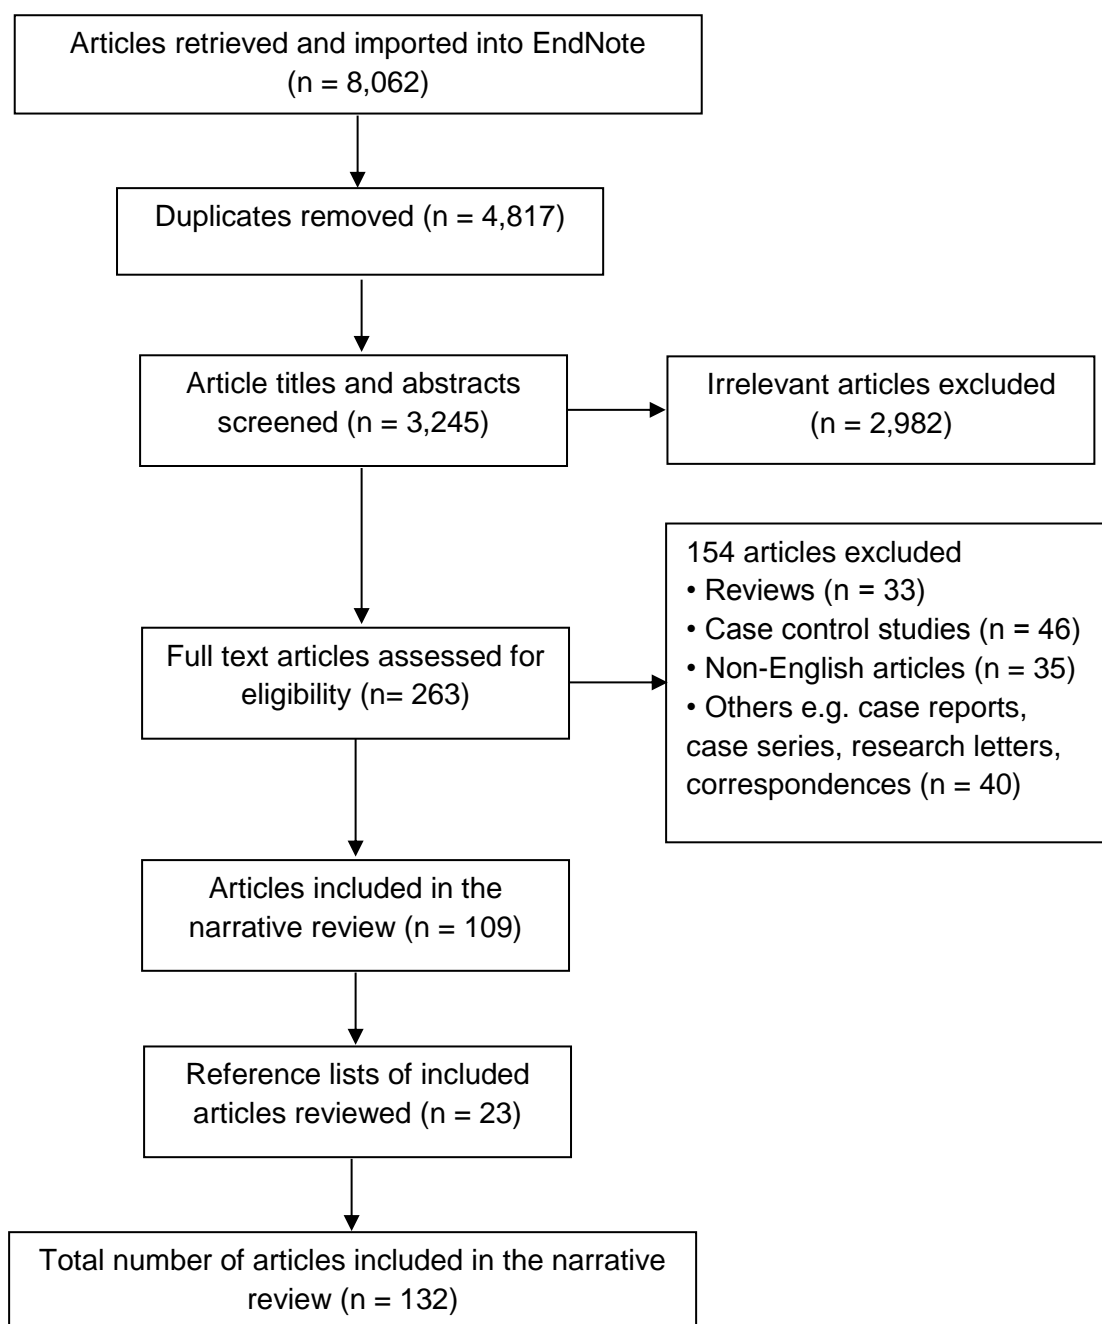 Articles retrieved and imported into EndNote
(n = 8,062)
Duplicates removed (n = 4,817)
Article titles and abstracts
screened (n = 3,245)
Irrelevant articles excluded
(n = 2,982)
Full text articles assessed for
eligibility (n= 263)
154 articles excluded
• Reviews (n = 33)
• Case control studies (n = 46)
• Non-English articles (n = 35)
• Others e.g. case reports,
case series, research letters,
correspondences (n = 40)
Articles included in the
narrative review (n = 109)
Reference lists of included
articles reviewed (n = 23)
Total number of articles included in the narrative
review (n = 132)